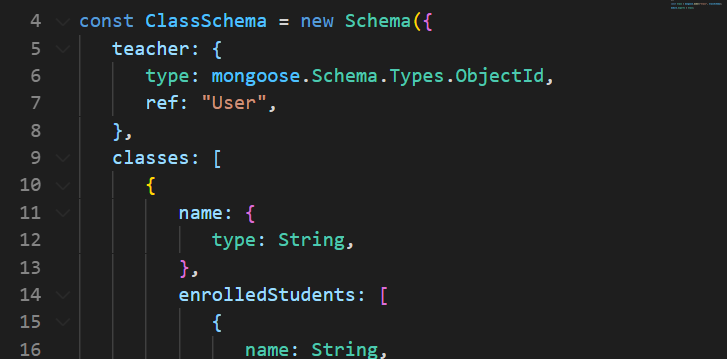 4 const ClassSchema = new Schema({
5 teacher: {
6 type: mongoose.Schema.Types.ObjectId,
7 ref: "User",
8 },
9 classes: [
10 {
11 name: {
12 type: String,
13 },
14 enrolledStudents: [
15 {
16 name: String,